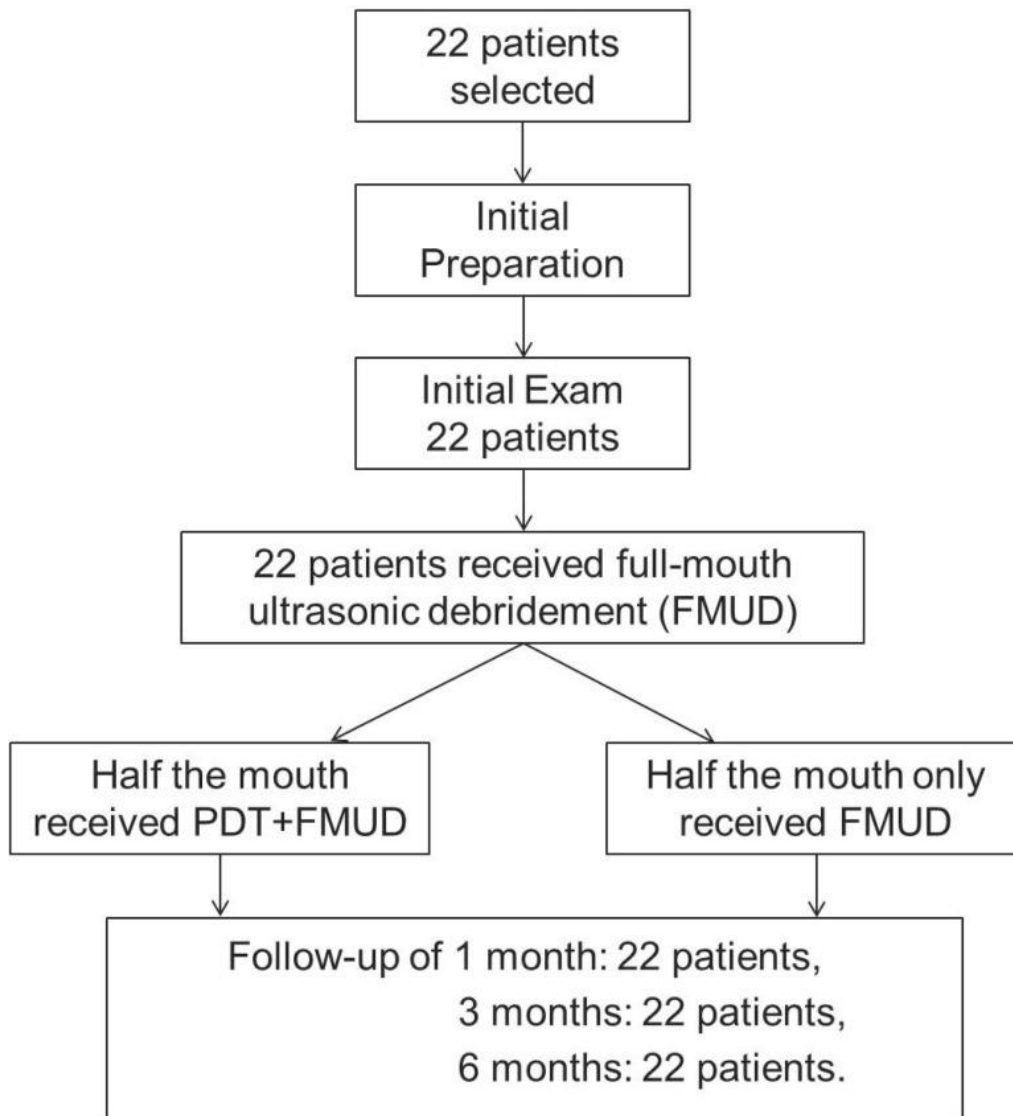 22 patients
selected
Initial
Preparation
Initial Exam
22 patients
22 patients received full-mouth
ultrasonic debridement (FMUD)
Half the mouth
received PDT+FMUD
Half the mouth only
received FMUD
Follow-up of 1 month: 22 patients,
3 months: 22 patients,
6 months: 22 patients.